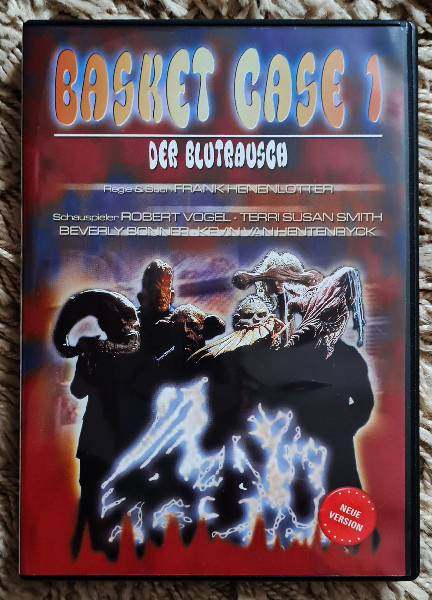 BASKET CASE 1
DER BLUTRAUSCH
Regie & Buch: FRANK HENENLOTTER
Schauspieler ROBERT VOGEL · TERRI SUSAN SMITH
BEVERLY BONNER · KEVIN VAN HENTENRYCK
NEUE
VERSION